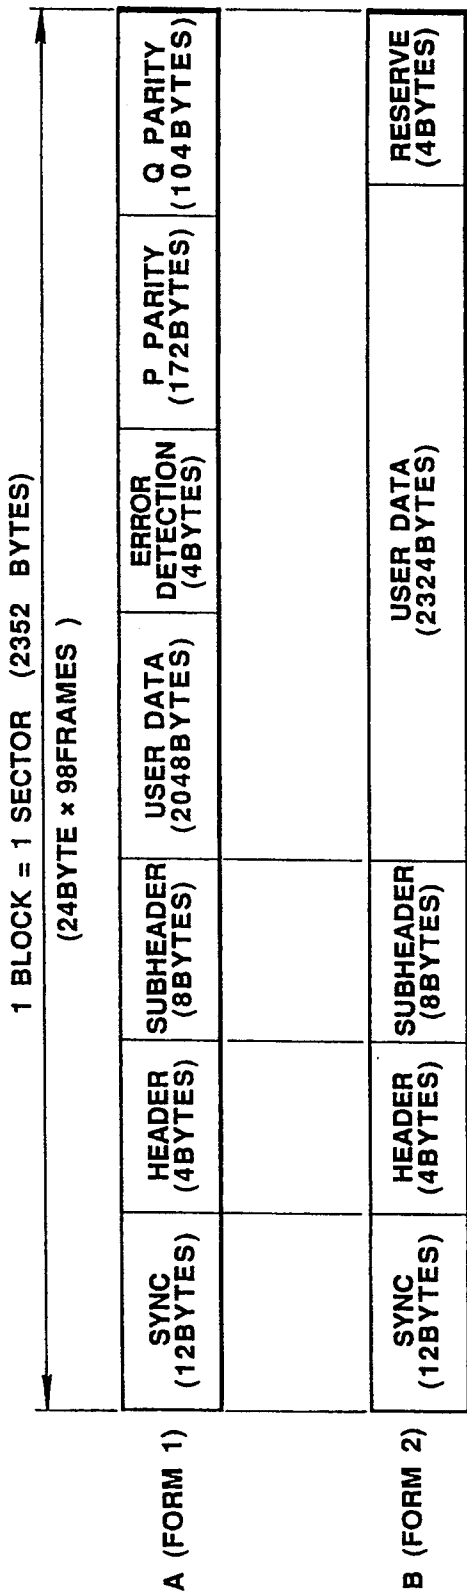 1 BLOCK = 1 SECTOR (2352 BYTES)
(24BYTE × 98FRAMES )
A (FORM 1)
SYNC
(12BYTES)
HEADER
(4BYTES)
SUBHEADER
(8BYTES)
USER DATA
(2048BYTES)
ERROR
DETECTION
(4BYTES)
P PARITY
(172BYTES)
Q PARITY
(104BYTES)
B (FORM 2)
SYNC
(12BYTES)
HEADER
(4BYTES)
SUBHEADER
(8BYTES)
USER DATA
(2324BYTES)
RESERVE
(4BYTES)